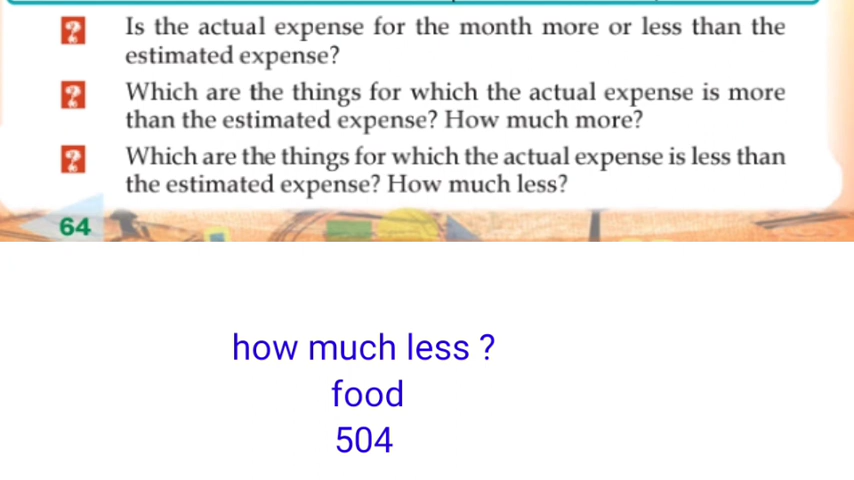 Is the actual expense for the month more or less than the
estimated expense?
Which are the things for which the actual expense is more
than the estimated expense? How much more?
Which are the things for which the actual expense is less than
the estimated expense? How much less?
64
how much less ?
food
504